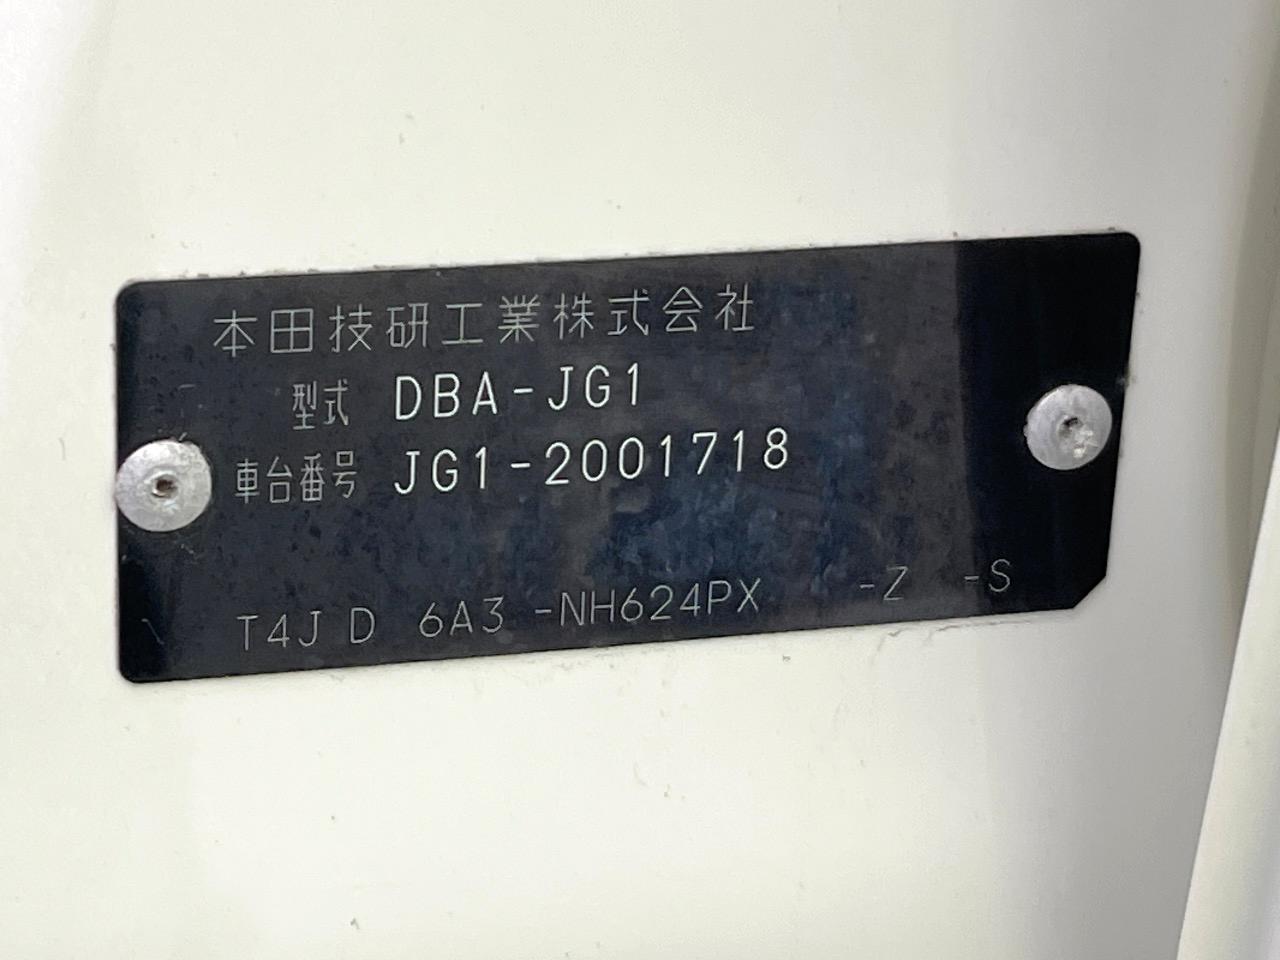 本田技研工業株式会社
型式 DBA-JG1
車台番号 JG1-2001718
T4J D 6A3 -NH624PX -Z -S